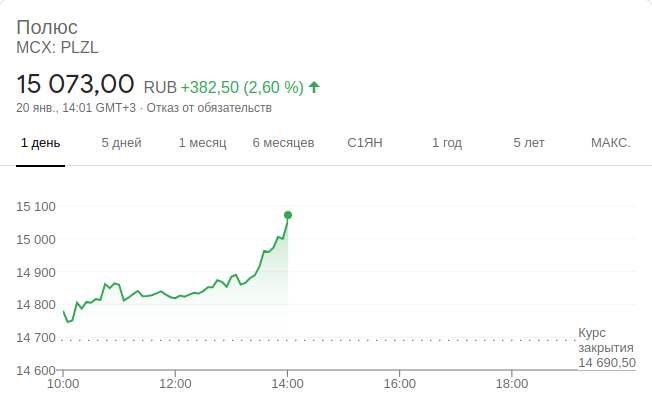 Полюс
MCX: PLZL
15 073,00 RUB +382,50 (2,60 %) ↑
20 янв., 14:01 GMT+3 · Отказ от обязательств
1 день 5 дней 1 месяц 6 месяцев С1ЯН 1 год 5 лет МАКС.
15 100
15 000
14 900
14 800
14 700
14 600
Курс
закрытия
14 690,50
10:00 12:00 14:00 16:00 18:00